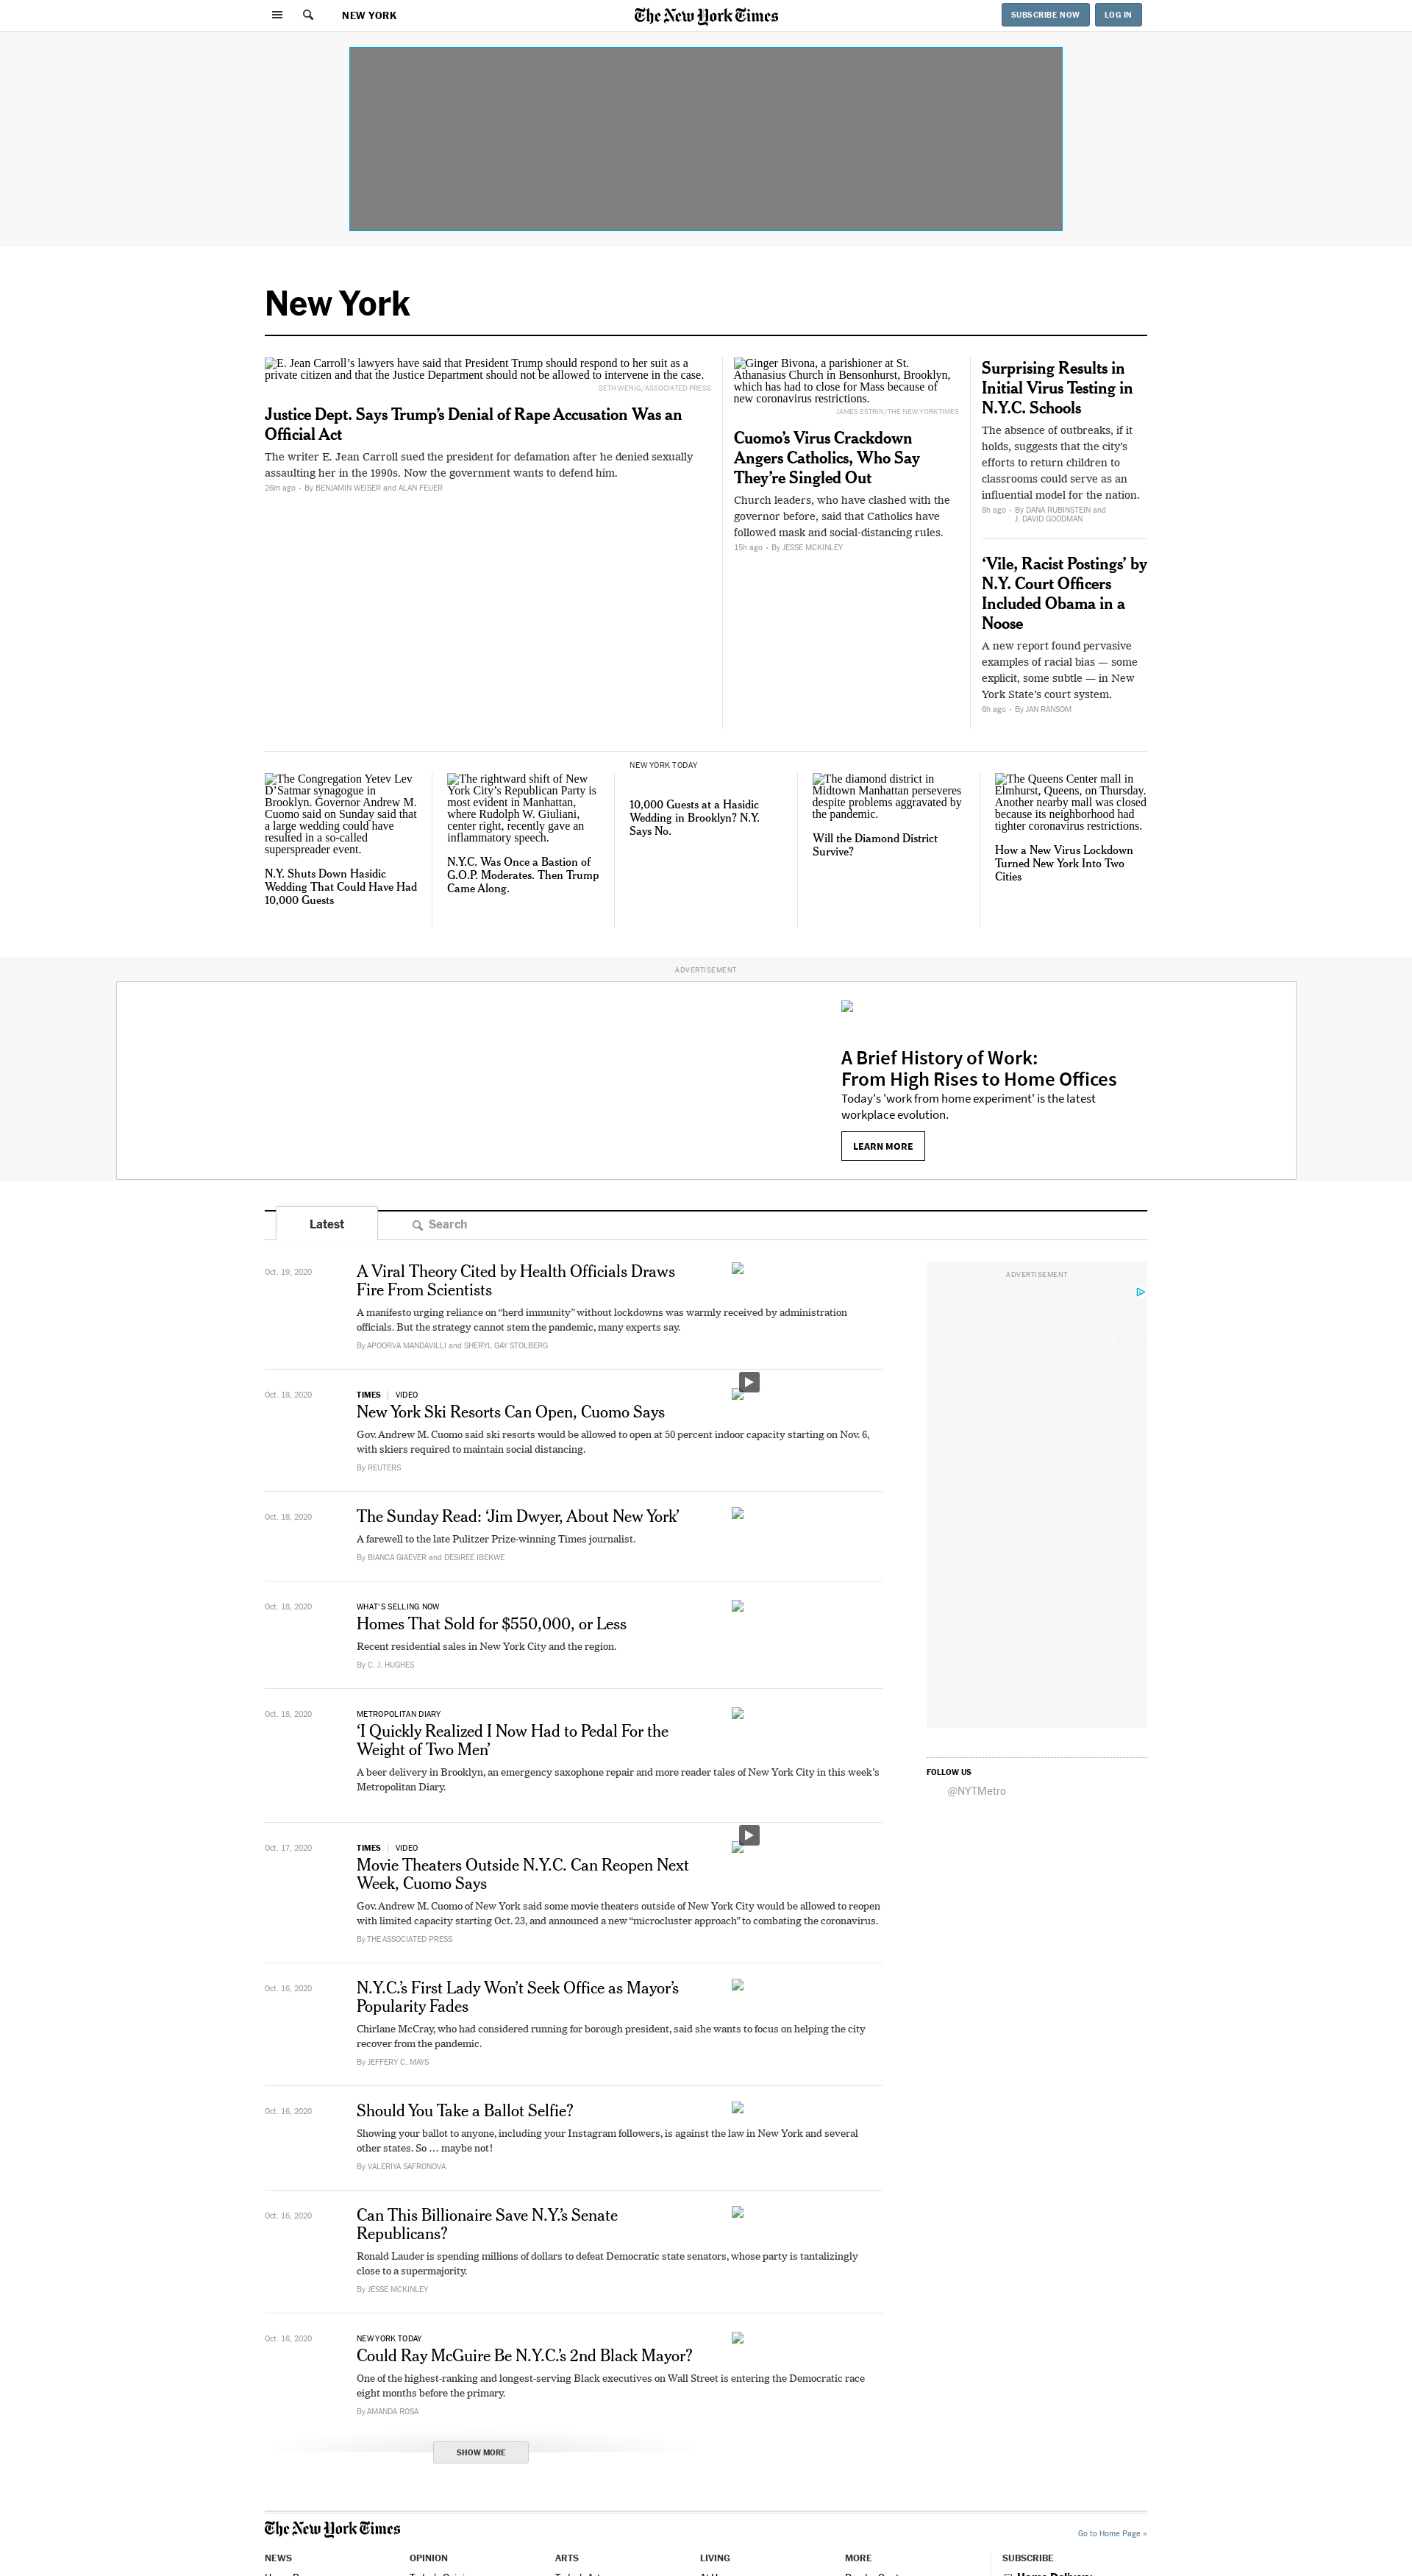 NEW YORK
The New York Times
SUBSCRIBE NOW
LOG IN
New York
E. Jean Carroll’s lawyers have said that President Trump should respond to her suit as a
private citizen and that the Justice Department should not be allowed to intervene in the case.
SETH WENIG/ASSOCIATED PRESS
Justice Dept. Says Trump’s Denial of Rape Accusation Was an
Official Act
The writer E. Jean Carroll sued the president for defamation after he denied sexually
assaulting her in the 1990s. Now the government wants to defend him.
26m ago • By BENJAMIN WEISER and ALAN FEUER
Ginger Bivona, a parishioner at St.
Athanasius Church in Bensonhurst, Brooklyn,
which has had to close for Mass because of
new coronavirus restrictions.
JAMES ESTRIN/THE NEW YORK TIMES
Cuomo’s Virus Crackdown
Angers Catholics, Who Say
They’re Singled Out
Church leaders, who have clashed with the
governor before, said that Catholics have
followed mask and social-distancing rules.
15h ago • By JESSE MCKINLEY
Surprising Results in
Initial Virus Testing in
N.Y.C. Schools
The absence of outbreaks, if it
holds, suggests that the city’s
efforts to return children to
classrooms could serve as an
influential model for the nation.
8h ago • By DANA RUBINSTEIN and
J. DAVID GOODMAN
‘Vile, Racist Postings’ by
N.Y. Court Officers
Included Obama in a
Noose
A new report found pervasive
examples of racial bias — some
explicit, some subtle — in New
York State’s court system.
6h ago • By JAN RANSOM
The Congregation Yetev Lev
D’Satmar synagogue in
Brooklyn. Governor Andrew M.
Cuomo said on Sunday said that
a large wedding could have
resulted in a so-called
superspreader event.
N.Y. Shuts Down Hasidic
Wedding That Could Have Had
10,000 Guests
The rightward shift of New
York City’s Republican Party is
most evident in Manhattan,
where Rudolph W. Giuliani,
center right, recently gave an
inflammatory speech.
N.Y.C. Was Once a Bastion of
G.O.P. Moderates. Then Trump
Came Along.
NEW YORK TODAY
10,000 Guests at a Hasidic
Wedding in Brooklyn? N.Y.
Says No.
The diamond district in
Midtown Manhattan perseveres
despite problems aggravated by
the pandemic.
Will the Diamond District
Survive?
The Queens Center mall in
Elmhurst, Queens, on Thursday.
Another nearby mall was closed
because its neighborhood had
tighter coronavirus restrictions.
How a New Virus Lockdown
Turned New York Into Two
Cities
ADVERTISEMENT
A Brief History of Work:
From High Rises to Home Offices
Today's 'work from home experiment' is the latest
workplace evolution.
LEARN MORE
Latest
Search
Oct. 19, 2020
A Viral Theory Cited by Health Officials Draws
Fire From Scientists
A manifesto urging reliance on “herd immunity” without lockdowns was warmly received by administration
officials. But the strategy cannot stem the pandemic, many experts say.
By APOORVA MANDAVILLI and SHERYL GAY STOLBERG
ADVERTISEMENT
Oct. 18, 2020
TIMES | VIDEO
New York Ski Resorts Can Open, Cuomo Says
Gov. Andrew M. Cuomo said ski resorts would be allowed to open at 50 percent indoor capacity starting on Nov. 6,
with skiers required to maintain social distancing.
By REUTERS
Oct. 18, 2020
The Sunday Read: ‘Jim Dwyer, About New York’
A farewell to the late Pulitzer Prize-winning Times journalist.
By BIANCA GIAEVER and DESIREE IBEKWE
Oct. 18, 2020
WHAT’S SELLING NOW
Homes That Sold for $550,000, or Less
Recent residential sales in New York City and the region.
By C. J. HUGHES
Oct. 18, 2020
METROPOLITAN DIARY
‘I Quickly Realized I Now Had to Pedal For the
Weight of Two Men’
A beer delivery in Brooklyn, an emergency saxophone repair and more reader tales of New York City in this week’s
Metropolitan Diary.
FOLLOW US
@NYTMetro
Oct. 17, 2020
TIMES | VIDEO
Movie Theaters Outside N.Y.C. Can Reopen Next
Week, Cuomo Says
Gov. Andrew M. Cuomo of New York said some movie theaters outside of New York City would be allowed to reopen
with limited capacity starting Oct. 23, and announced a new “microcluster approach” to combating the coronavirus.
By THE ASSOCIATED PRESS
Oct. 16, 2020
N.Y.C.’s First Lady Won’t Seek Office as Mayor’s
Popularity Fades
Chirlane McCray, who had considered running for borough president, said she wants to focus on helping the city
recover from the pandemic.
By JEFFERY C. MAYS
Oct. 16, 2020
Should You Take a Ballot Selfie?
Showing your ballot to anyone, including your Instagram followers, is against the law in New York and several
other states. So … maybe not!
By VALERIYA SAFRONOVA
Oct. 16, 2020
Can This Billionaire Save N.Y.’s Senate
Republicans?
Ronald Lauder is spending millions of dollars to defeat Democratic state senators, whose party is tantalizingly
close to a supermajority.
By JESSE MCKINLEY
Oct. 16, 2020
NEW YORK TODAY
Could Ray McGuire Be N.Y.C.’s 2nd Black Mayor?
One of the highest-ranking and longest-serving Black executives on Wall Street is entering the Democratic race
eight months before the primary.
By AMANDA ROSA
SHOW MORE
The New York Times
Go to Home Page »
NEWS
OPINION
ARTS
LIVING
MORE
SUBSCRIBE